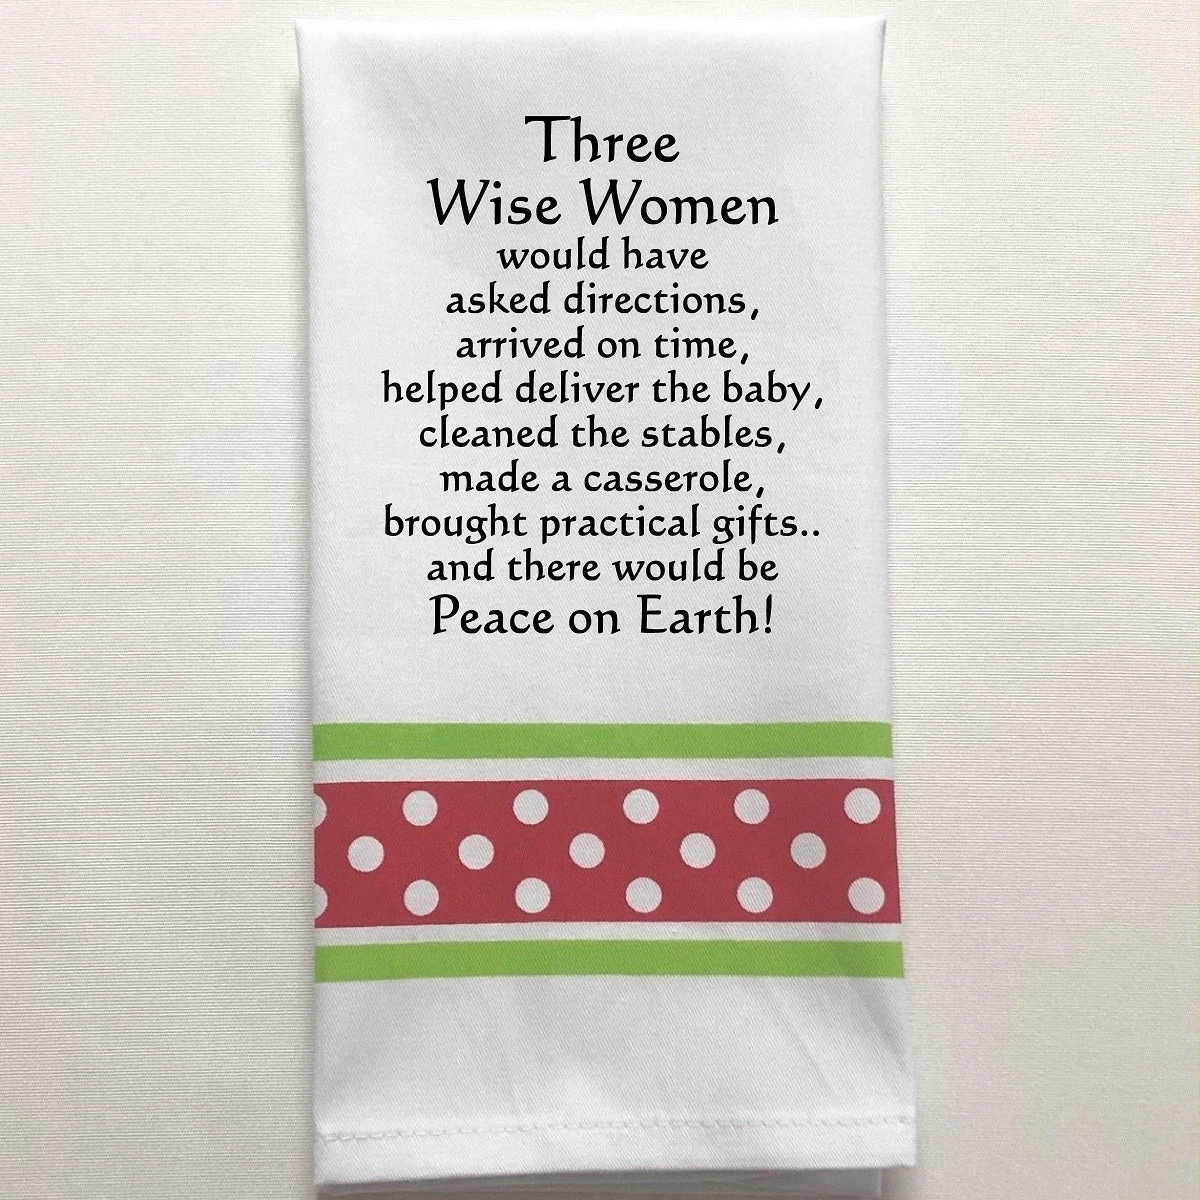 Three
Wise Women
would have
asked directions,
arrived on time,
helped deliver the baby,
cleaned the stables,
made a casserole,
brought practical gifts..
and there would be
Peace on Earth!